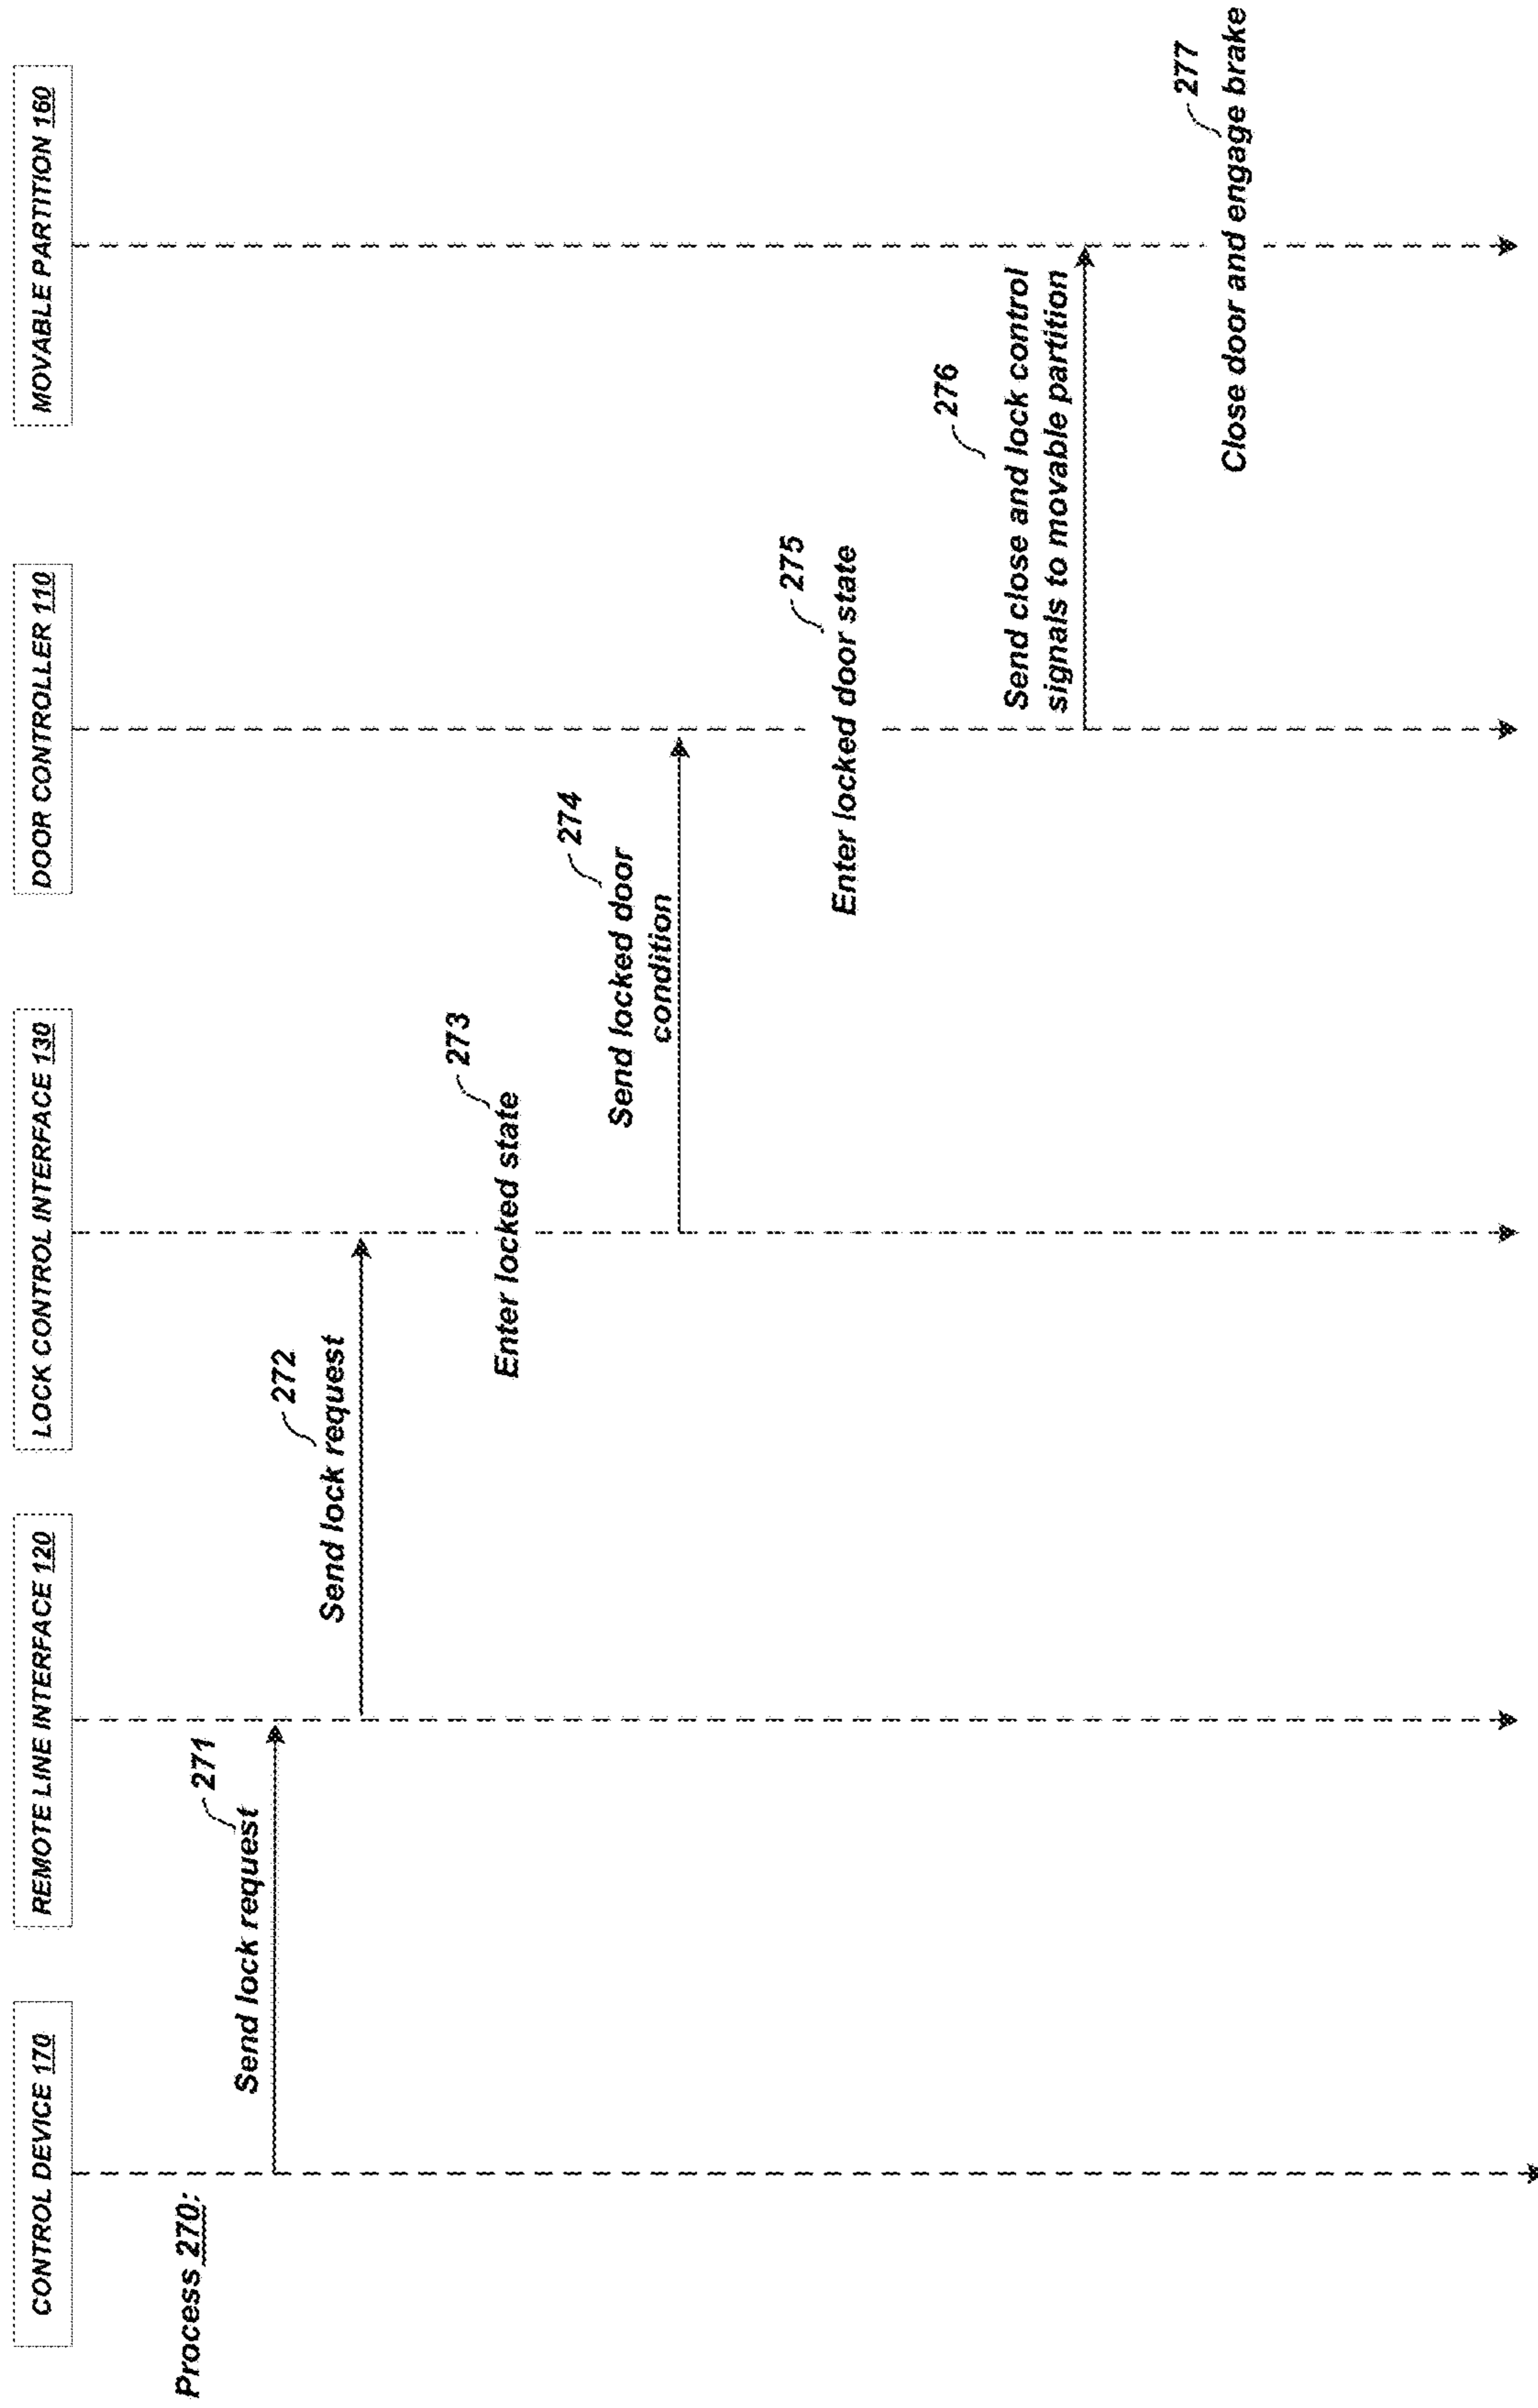 CONTROL DEVICE 170
REMOTE LINE INTERFACE 120
LOCK CONTROL INTERFACE 130
DOOR CONTROLLER 110
MOVABLE PARTITION 160
Process 270:
271
Send lock request
272
Send lock request
273
Enter locked state
274
Send locked door
condition
275
Enter locked door state
276
Send close and lock control
signals to movable partition
277
Close door and engage brake